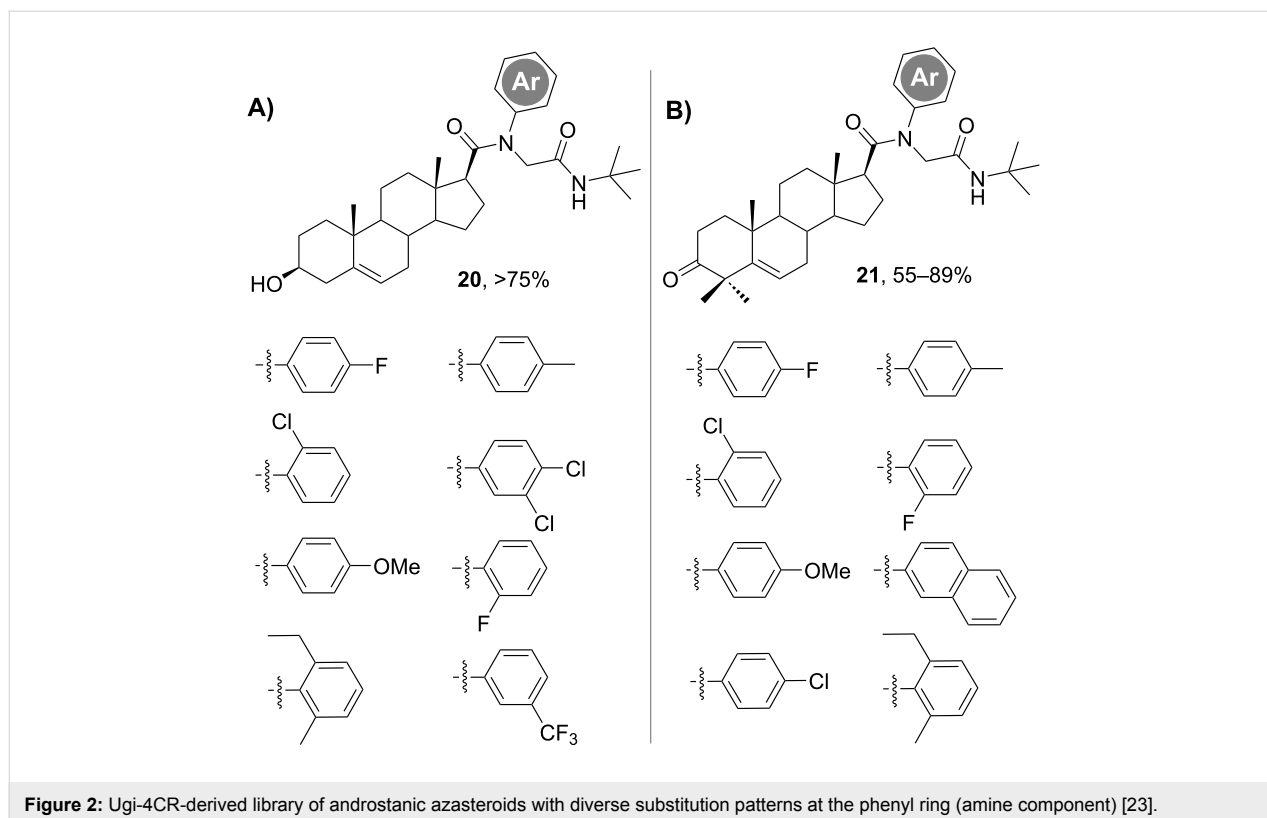 A)
Ar
O
N
O
N
H
HO
20, >75%
F
Cl
Cl
Cl
OMe
F
CF3
B)
Ar
O
N
O
N
H
O
21, 55–89%
F
Cl
F
OMe
Cl
Figure 2: Ugi-4CR-derived library of androstanic azasteroids with diverse substitution patterns at the phenyl ring (amine component) [23].